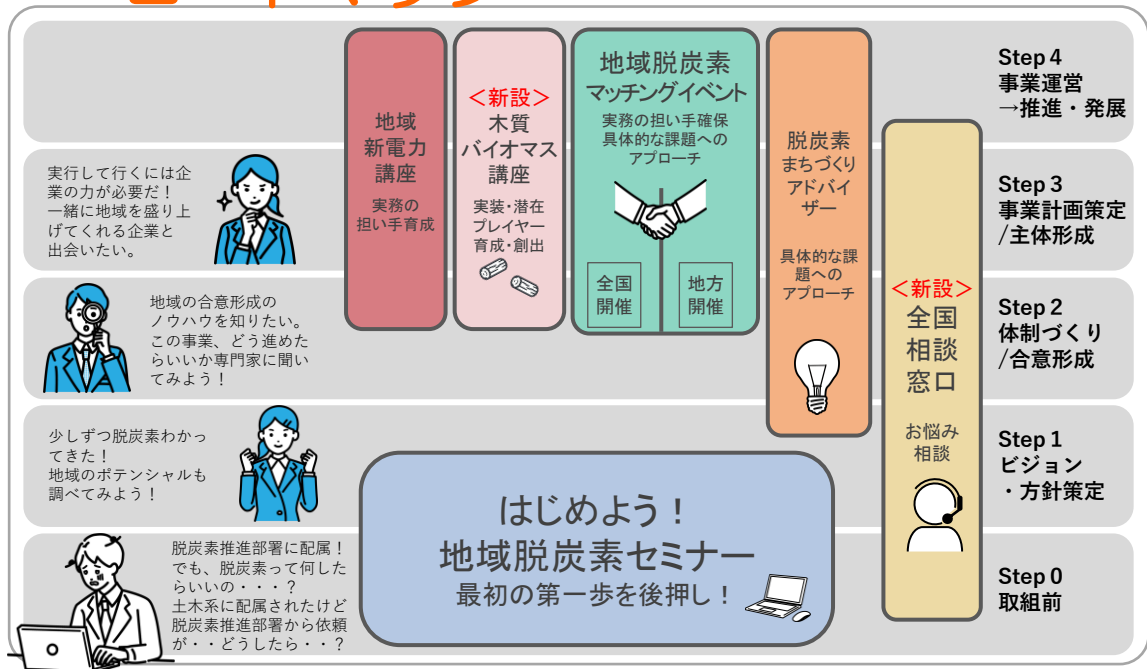 地域
新電力
講座
実務の
担い手育成
＜新設＞
木質
バイオマス
講座
実装・潜在
プレイヤー
育成・創出
地域脱炭素
マッチングイベント
実務の担い手確保
具体的な課題への
アプローチ
全国
開催
地方
開催
脱炭素
まちづくり
アドバイ
ザー
具体的な課
題への
アプローチ
＜新設＞
全国
相談
窓口
お悩み
相談
Step 4
事業運営
→推進・発展
実行して行くには企
業の力が必要だ！
一緒に地域を盛り上
げてくれる企業と
出会いたい。
Step 3
事業計画策定
/主体形成
地域の合意形成の
ノウハウを知りたい。
この事業、どう進めた
らいいか専門家に聞い
てみよう！
Step 2
体制づくり
/合意形成
少しずつ脱炭素わかっ
てきた！
地域のポテンシャルも
調べてみよう！
Step 1
ビジョン
・方針策定
はじめよう！
地域脱炭素セミナー
最初の第一歩を後押し！
脱炭素推進部署に配属！
でも、脱炭素って何した
らいいの・・・？
土木系に配属されたけど
脱炭素推進部署から依頼
が・・どうしたら・・？
Step 0
取組前